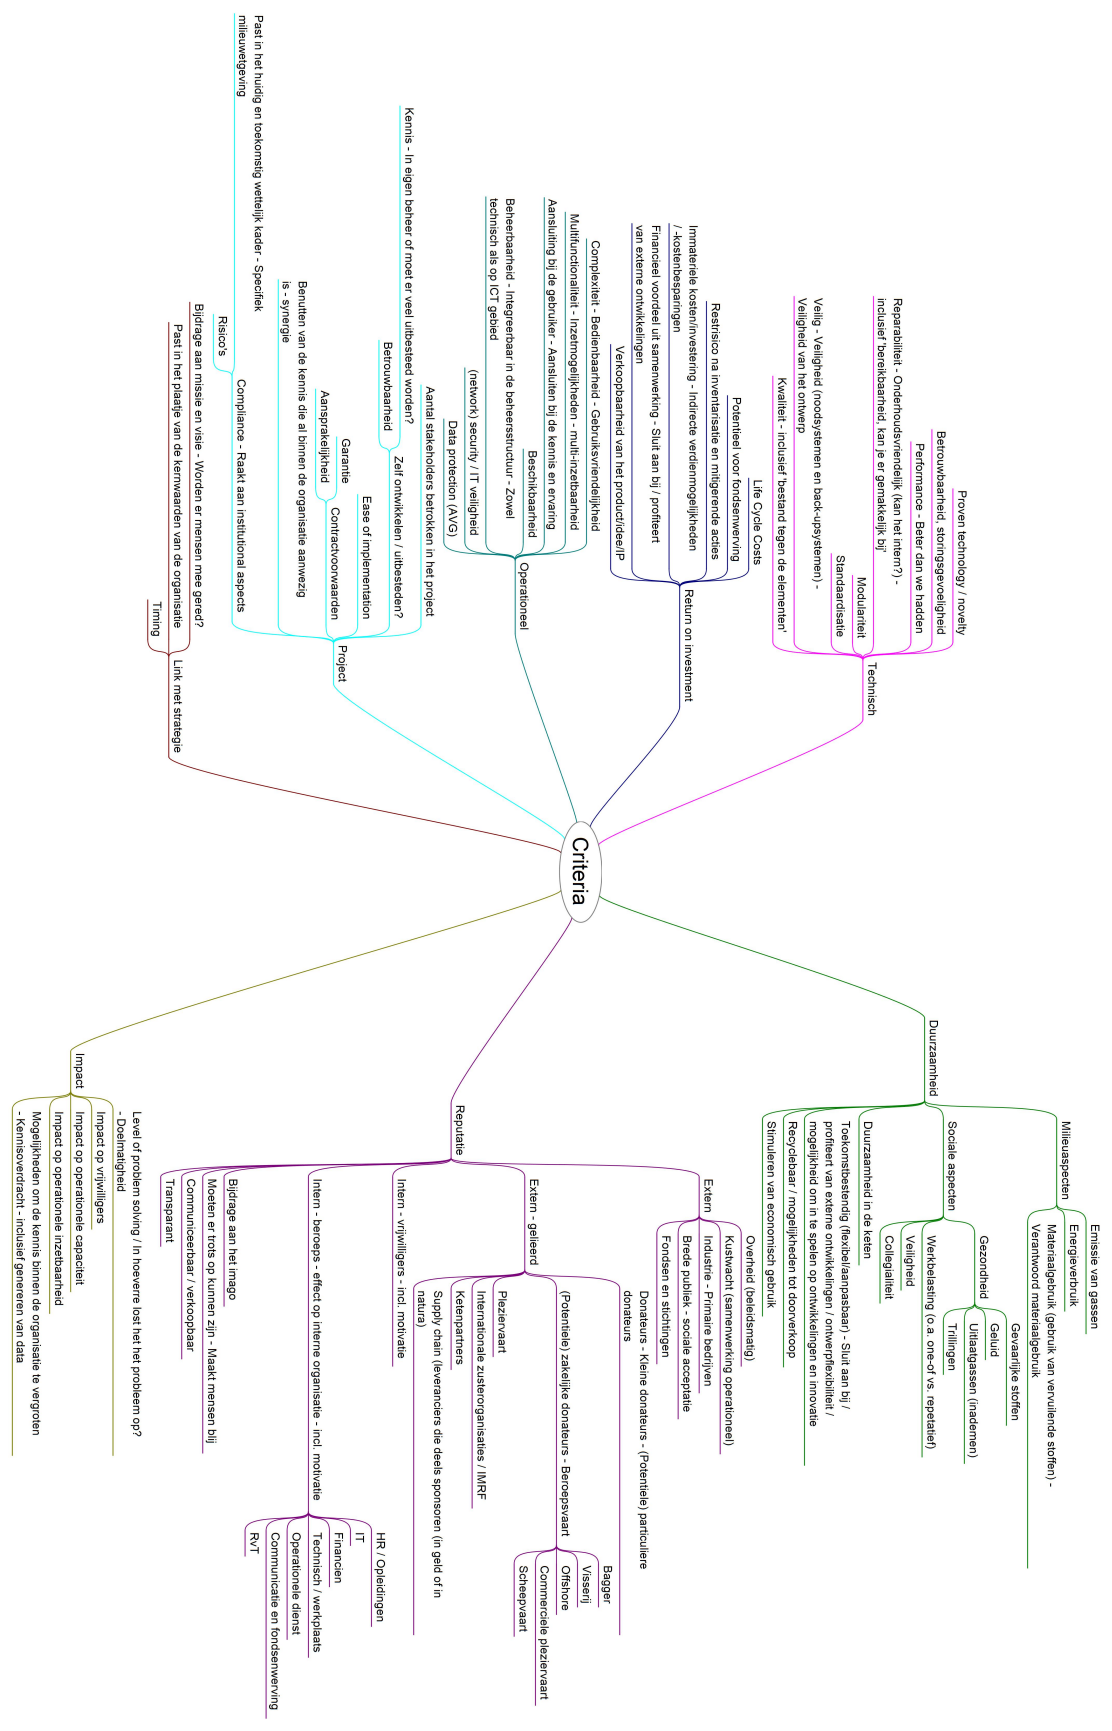 Criteria
Technisch
Proven technology / novelty
Betrouwbaarheid, storingsgevoeligheid
Performance - Beter dan we hadden
Reparabiliteit - Onderhoudsvriendelijk (kan het intern?) -
inclusief 'bereikbaarheid, kan je er gemakkelijk bij'
Modulariteit
Standaardisatie
Veilig - Veiligheid (noodsystemen en back-upsystemen) -
Veiligheid van het ontwerp
Kwaliteit - inclusief 'bestand tegen de elementen'
Return on investment
Life Cycle Costs
Potentieel voor fondsenwerving
Restrisico na inventarisatie en mitigerende acties
Immateriele kosten/investering - Indirecte verdienmogelijkheden
/ -kostenbesparingen
Financieel voordeel uit samenwerking - Sluit aan bij / profiteert
van externe ontwikkelingen
Verkoopbaarheid van het product/idee/IP
Operationeel
Complexiteit - Bedienbaarheid - Gebruiksvriendelijkheid
Multifunctionaliteit - Inzetmogelijkheden - multi-inzetbaarheid
Aansluiting bij de gebruiker - Aansluiten bij de kennis en ervaring
Beschikbaarheid
Beheerbaarheid - Integreerbaar in de beheersstructuur - Zowel
technisch als op ICT gebied
(network) security / IT veiligheid
Data protection (AVG)
Project
Aantal stakeholders betrokken in het project
Zelf ontwikkelen / uitbesteden?
Kennis - In eigen beheer of moet er veel uitbesteed worden?
Betrouwbaarheid
Ease of implementation
Contractvoorwaarden
Garantie
Aansprakelijkheid
Benutten van de kennis die al binnen de organisatie aanwezig
is - synergie
Compliance - Raakt aan institutional aspects
Past in het huidig en toekomstig wettelijk kader - Specifiek
milieuwetgeving
Risico's
Link met strategie
Bijdrage aan missie en visie - Worden er mensen mee gered?
Past in het plaatje van de kernwaarden van de organisatie
Timing
Duurzaamheid
Milieuaspecten
Emissie van gassen
Energieverbruik
Materiaalgebruik (gebruik van vervuilende stoffen) -
Verantwoord materiaalgebruik
Sociale aspecten
Gezondheid
Gevaarlijke stoffen
Geluid
Uitlaatgassen (inademen)
Trillingen
Werkbelasting (o.a. one-of vs. repetatief)
Veiligheid
Collegialiteit
Duurzaamheid in de keten
Toekomstbestendig (flexibel/aanpasbaar) - Sluit aan bij /
profiteert van externe ontwikkelingen / ontwerpflexibiliteit /
mogelijkheid om in te spelen op ontwikkelingen en innovatie
Recyclebaar / mogelijkheden tot doorverkoop
Stimuleren van economisch gebruik
Reputatie
Extern
Overheid (beleidsmatig)
Kustwacht (samenwerking operationeel)
Industrie - Primaire bedrijven
Brede publiek - sociale acceptatie
Fondsen en stichtingen
Extern - gelieerd
Donateurs - Kleine donateurs - (Potentiele) particuliere
donateurs
(Potentiele) zakelijke donateurs - Beroepsvaart
Bagger
Visserij
Offshore
Commerciele pleziervaart
Scheepvaart
Pleziervaart
Internationale zusterorganisaties / IMRF
Ketenpartners
Supply chain (leveranciers die deels sponsoren (in geld of in
natura)
Intern - vrijwilligers - incl. motivatie
Intern - beroeps - effect op interne organisatie - incl. motivatie
HR / Opleidingen
IT
Financien
Technisch / werkplaats
Operationele dienst
Communicatie en fondsenwerving
RvT
Bijdrage aan het imago
Moeten er trots op kunnen zijn - Maakt mensen blij
Communiceerbaar / verkoopbaar
Transparant
Impact
Level of problem solving / In hoeverre lost het het probleem op?
- Doelmatigheid
Impact op vrijwilligers
Impact op operationele capaciteit
Impact op operationele inzetbaarheid
Mogelijkheden om de kennis binnen de organisatie te vergroten
- Kennisoverdracht - inclusief genereren van data